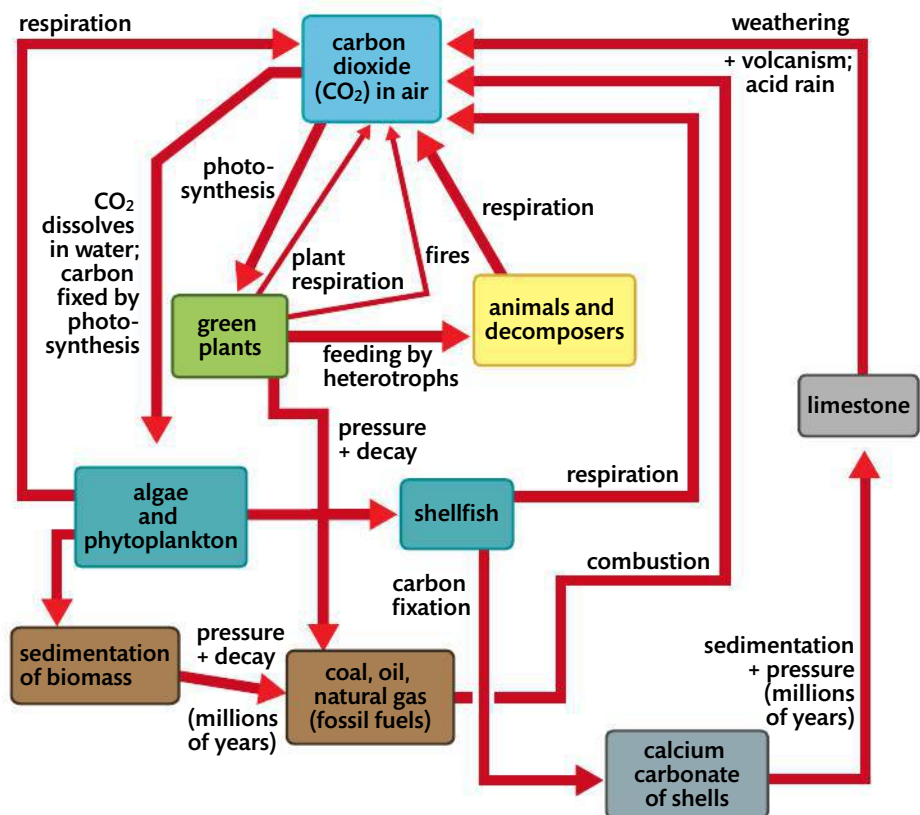 respiration
carbon
dioxide
(CO₂) in air
weathering
+ volcanism;
acid rain
photo-
synthesis
CO₂
dissolves
in water;
carbon
fixed by
photo-
synthesis
plant
respiration
fires
respiration
green
plants
animals and
decomposers
feeding by
heterotrophs
limestone
pressure
+ decay
algae
and
phytoplankton
shellfish
respiration
carbon
fixation
combustion
sedimentation
of biomass
pressure
+ decay
(millions
of years)
coal, oil,
natural gas
(fossil fuels)
sedimentation
+ pressure
(millions
of years)
calcium
carbonate
of shells